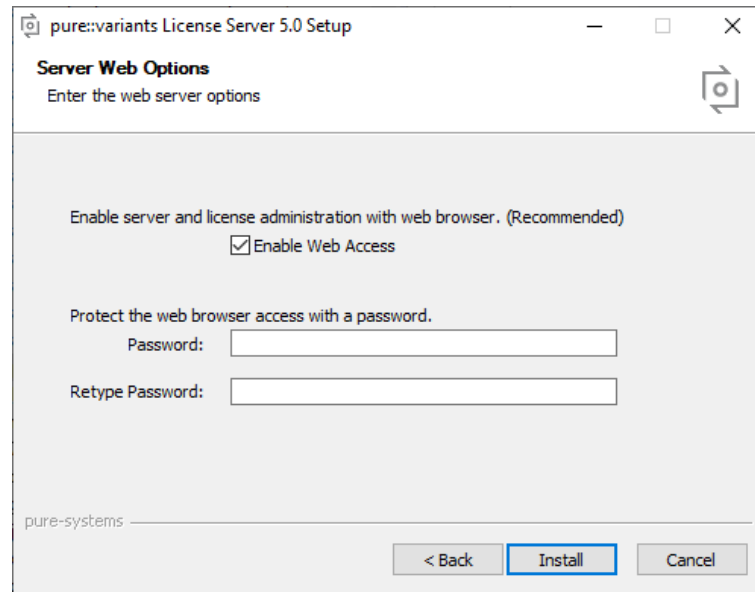 pure::variants License Server 5.0 Setup
Server Web Options
Enter the web server options
Enable server and license administration with web browser. (Recommended)
Enable Web Access
Protect the web browser access with a password.
Password:
Retype Password:
pure-systems
< Back Install Cancel